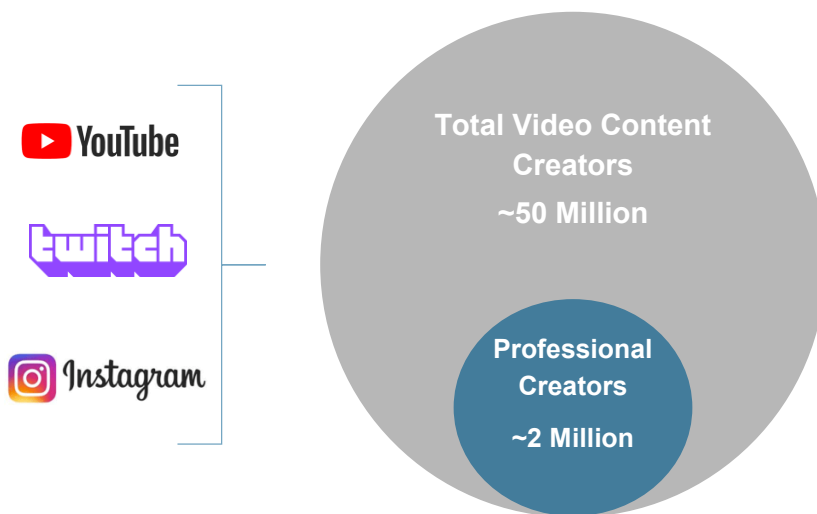 YouTube
twitch
Instagram
Total Video Content
Creators
~50 Million
Professional
Creators
~2 Million